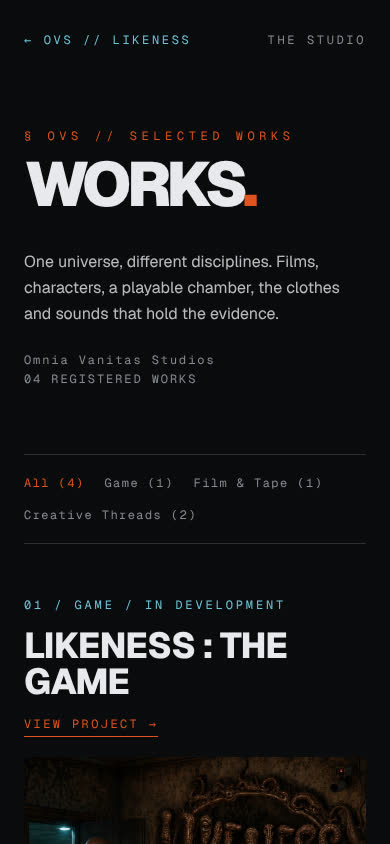 ← OVS // LIKENESS
THE STUDIO
§ OVS // SELECTED WORKS
WORKS.
One universe, different disciplines. Films,
characters, a playable chamber, the clothes
and sounds that hold the evidence.
Omnia Vanitas Studios
04 REGISTERED WORKS
All (4) Game (1) Film & Tape (1)
Creative Threads (2)
01 / GAME / IN DEVELOPMENT
LIKENESS : THE
GAME
VIEW PROJECT →